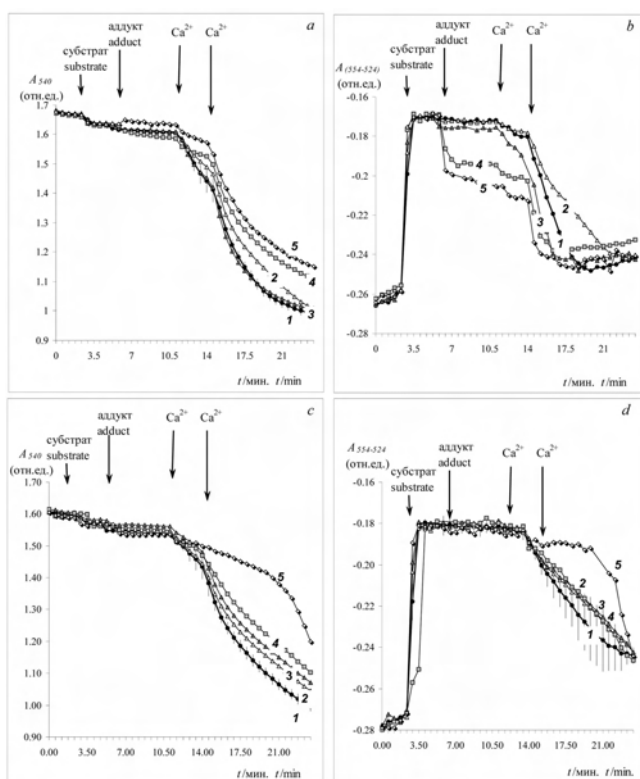 a
аддукт Ca²⁺ Ca²⁺
субстрат adduct
substrate
A 540
(отн.ед.)
1.7
1.6
1.5
1.4
1.3
1.2
1.1
1
0.9
5
4
2
3
1
0 3.5 7 10.5 14 17.5 21
t/мин. t/min
b
аддукт Ca²⁺ Ca²⁺
субстрат adduct
substrate
A (554-524)
(отн.ед.)
-0.16
-0.18
-0.2
-0.22
-0.24
-0.26
-0.28
4
5
2
3
1
0 3.5 7 10.5 14 17.5 21
t/мин. t/min
c
аддукт Ca²⁺ Ca²⁺
субстрат adduct
substrate
A 540
(отн.ед.)
1.70
1.60
1.50
1.40
1.30
1.20
1.10
1.00
0.90
5
4
3
2
1
0.00 3.50 7.00 10.50 14.00 17.50 21.00
t/мин. t/min
d
аддукт Ca²⁺ Ca²⁺
adduct
субстрат
substrate
A 554-524
(отн.ед.)
-0.16
-0.18
-0.20
-0.22
-0.24
-0.26
-0.28
5
2
3
4
1
0.00 3.50 7.00 10.50 14.00 17.50 21.00
t/мин. t/min